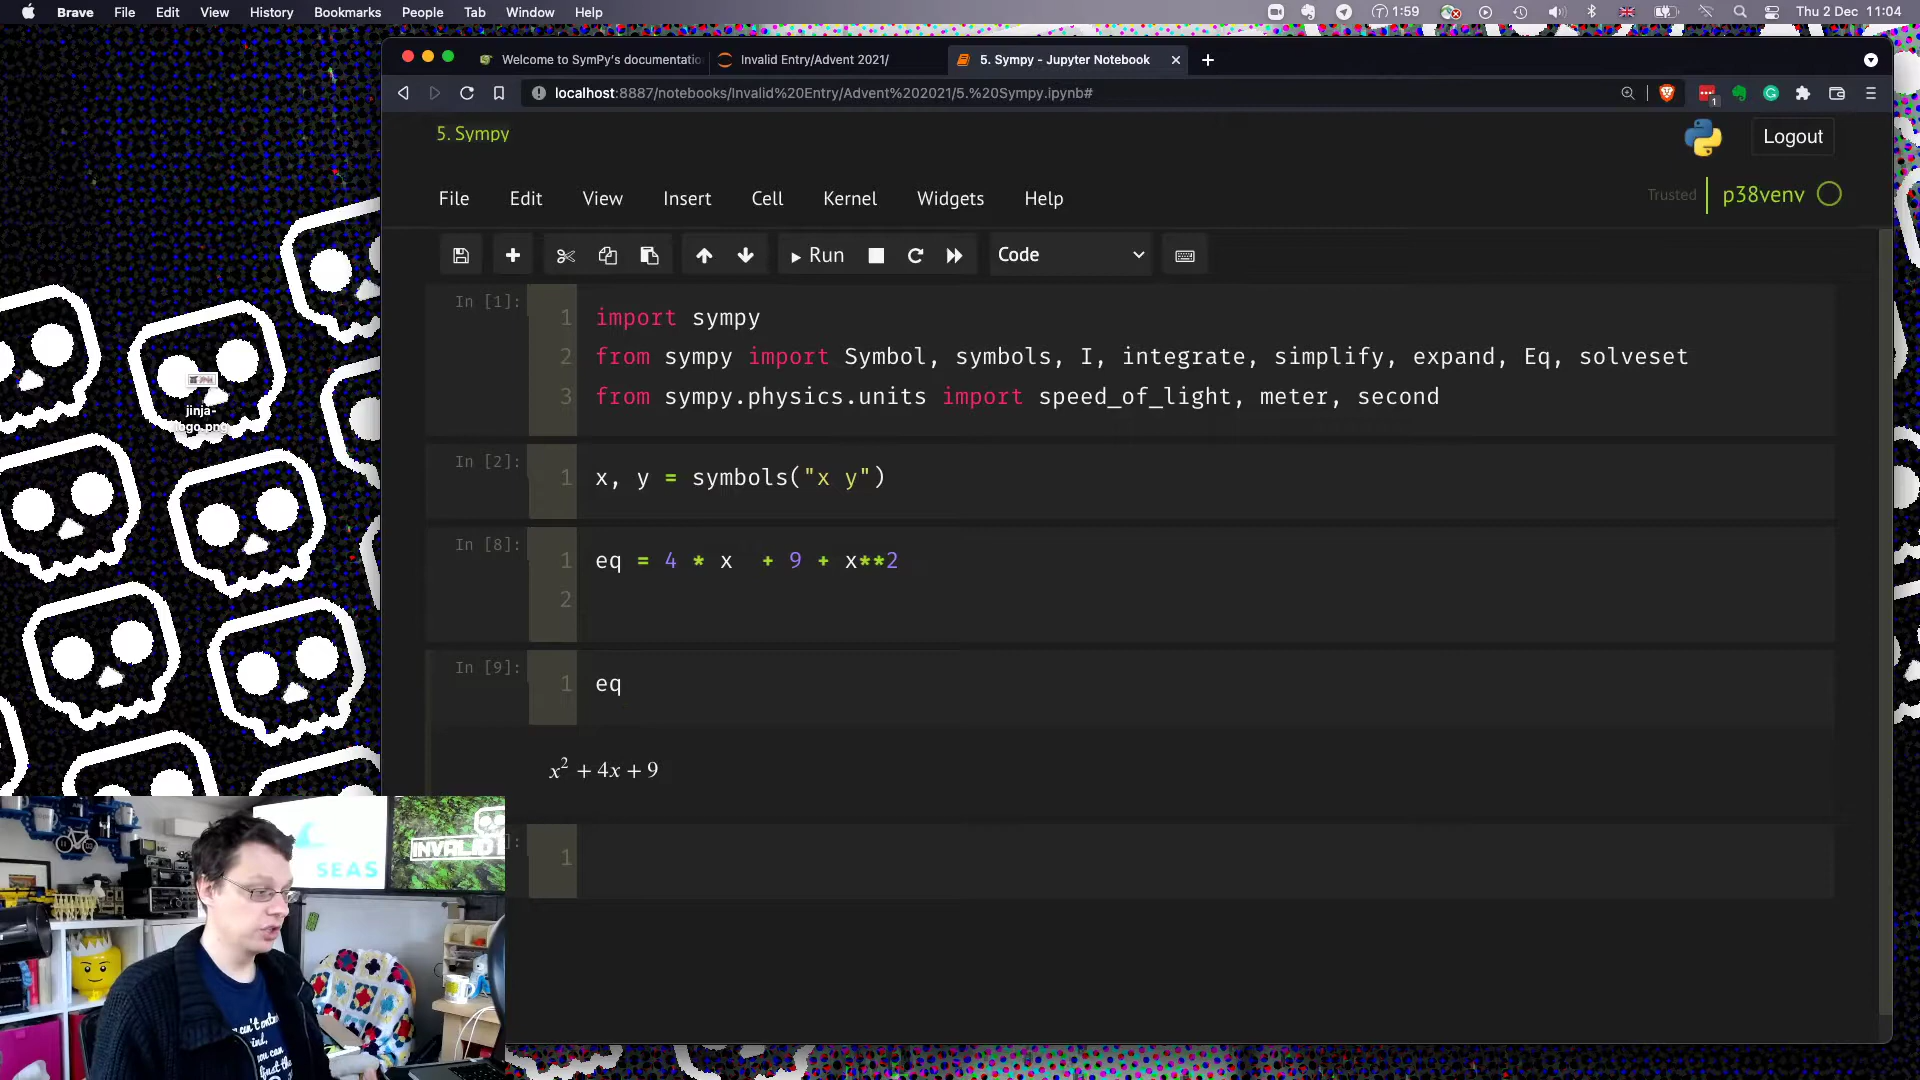 Brave File Edit View History Bookmarks People Tab Window Help 1:59 Thu 2 Dec 11:04
Welcome to SymPy's documentatio Invalid Entry/Advent 2021/ 5. Sympy - Jupyter Notebook
localhost:8887/notebooks/Invalid%20Entry/Advent%202021/5.%20Sympy.ipynb# 1
5. Sympy
Logout
File Edit View Insert Cell Kernel Widgets Help
Trusted p38venv
Run Code
In [1]:
1 import sympy
2 from sympy import Symbol, symbols, I, integrate, simplify, expand, Eq, solveset
3 from sympy.physics.units import speed_of_light, meter, second
In [2]:
1 x, y = symbols("x y")
In [8]:
1 eq = 4 * x  + 9 + x**2
2
In [9]:
1 eq
x² + 4x + 9
]:
1
jinja-
logo.png
SEAS
INVALID